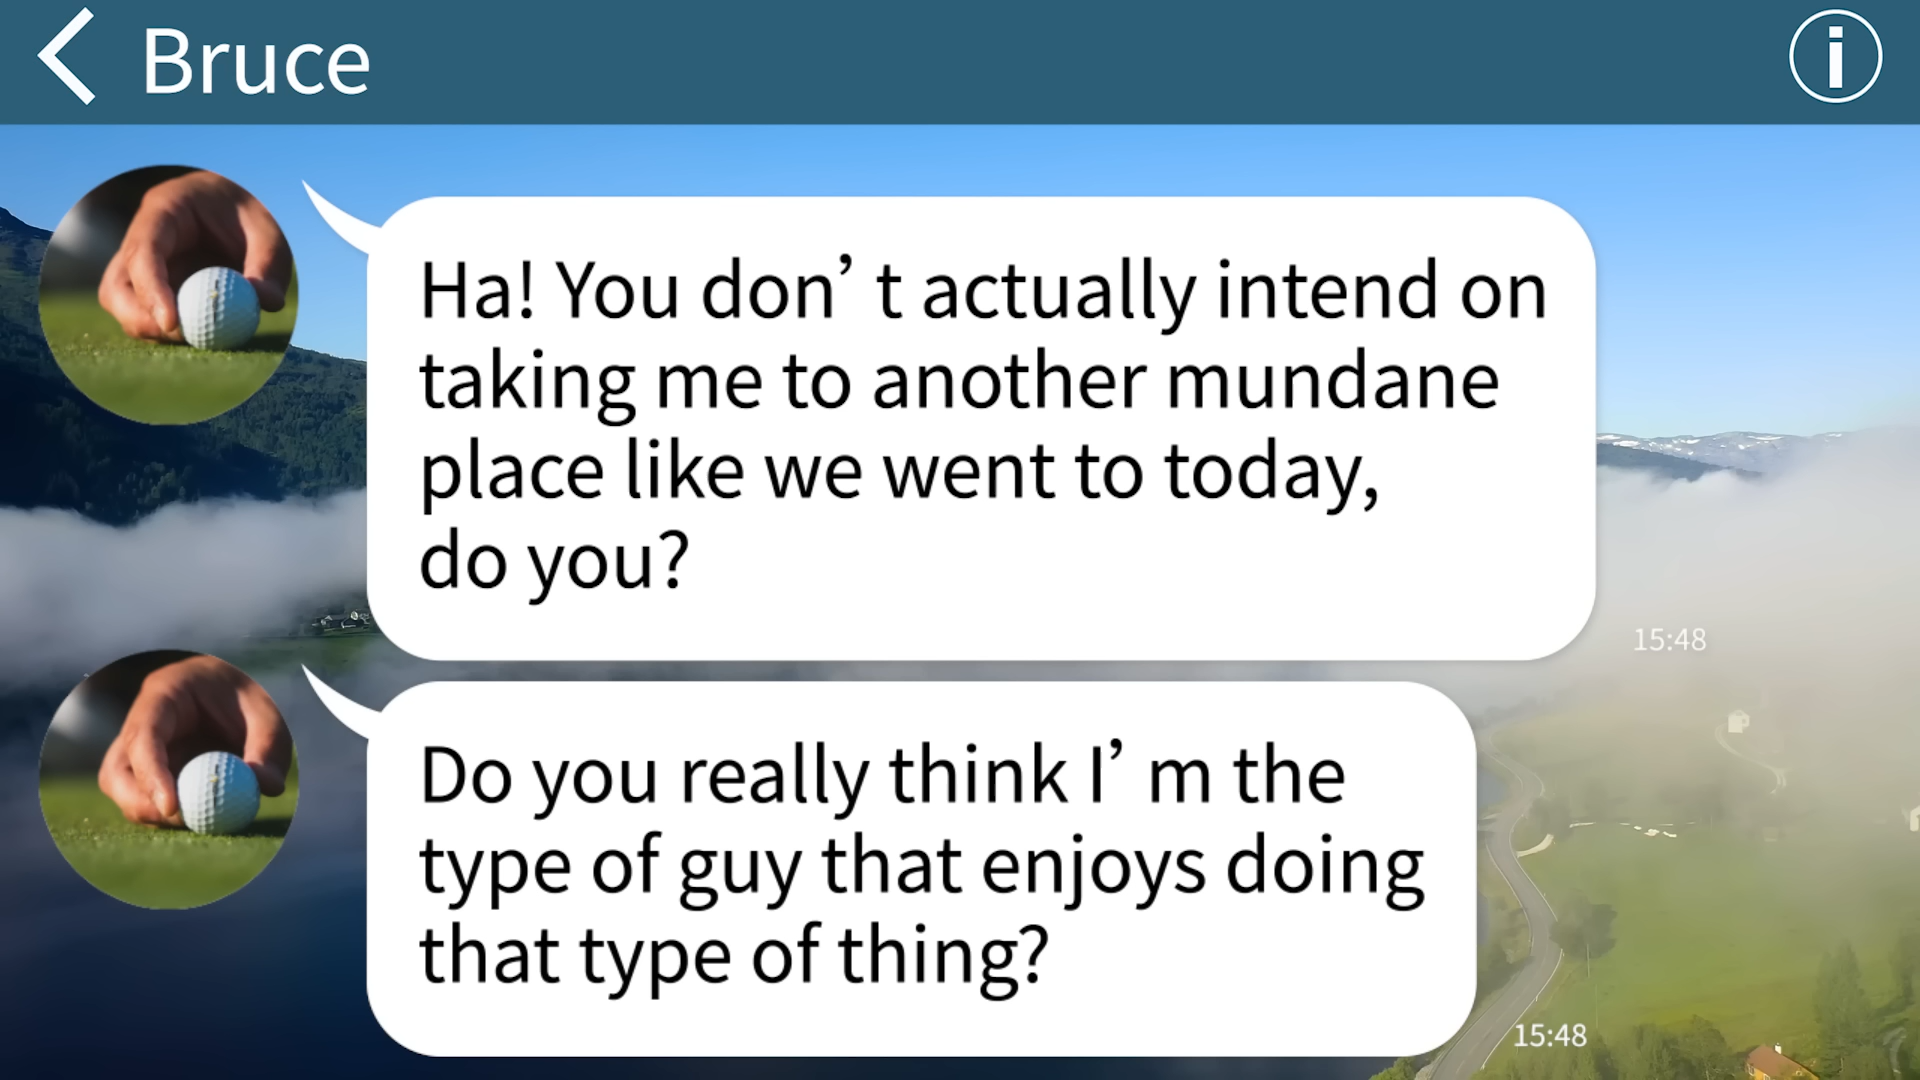 Bruce
Ha! You don’ t actually intend on
taking me to another mundane
place like we went to today,
do you?
15:48
Do you really think I’ m the
type of guy that enjoys doing
that type of thing?
15:48